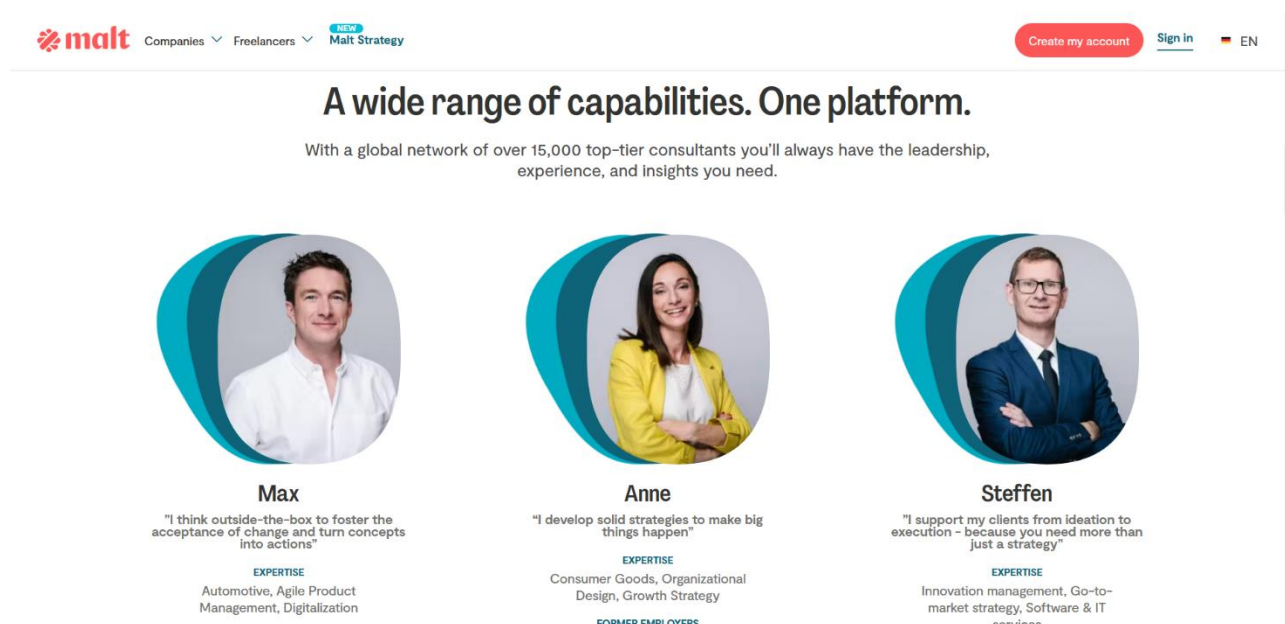 malt
Companies
Freelancers
NEW
Malt Strategy
Create my account
Sign in
EN
A wide range of capabilities. One platform.
With a global network of over 15,000 top-tier consultants you'll always have the leadership,
experience, and insights you need.
Max
"I think outside-the-box to foster the
acceptance of change and turn concepts
into actions"
EXPERTISE
Automotive, Agile Product
Management, Digitalization
Anne
“I develop solid strategies to make big
things happen”
EXPERTISE
Consumer Goods, Organizational
Design, Growth Strategy
FORMER EMPLOYERS
Steffen
"I support my clients from ideation to
execution - because you need more than
just a strategy”
EXPERTISE
Innovation management, Go-to-
market strategy, Software & IT
services